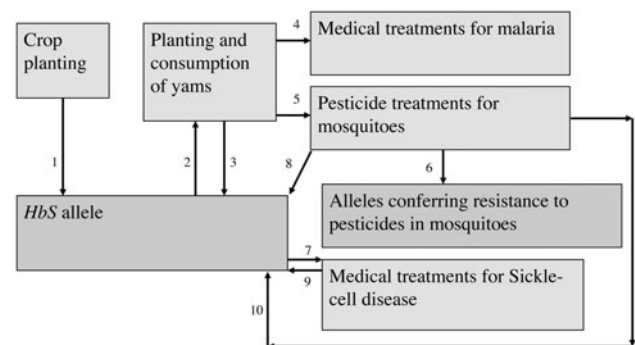 Crop
planting
Planting and
consumption
of yams
4
Medical treatments for malaria
5
Pesticide treatments for
mosquitoes
1
2
3
8
6
HbS allele
Alleles conferring resistance to
pesticides in mosquitoes
7
9
Medical treatments for Sickle-
cell disease
10